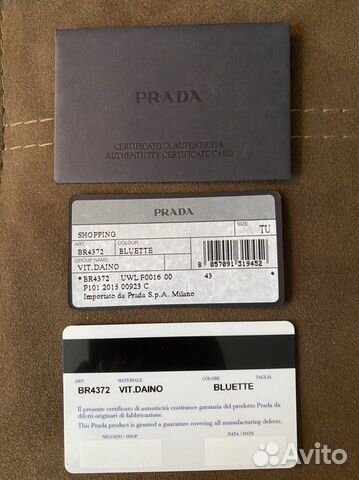 PRADA
CERTIFICATO DI AUTENTICITÀ
AUTHENTICITY CERTIFICATE CARD
PRADA
SHOPPING
SIZE
TU
ART.
COLOUR
BR4372
BLUETTE
GROUP NAME
VIT.DAINO
8 057091 319452
*BR4372 UWL F0016 00 43
P101 2015 00923 C
Importato da Prada S.p.A. Milano
ART. MATERIALE COLORE TAGLIA
BR4372 VIT.DAINO BLUETTE
Il presente certificato di autenticità costituisce garanzia del prodotto Prada da
difetti originari di fabbricazione.
This Prada product is granted a guarantee covering all manufacturing defects.
NEGOZIO / SHOP
DATA / DATE
Avito